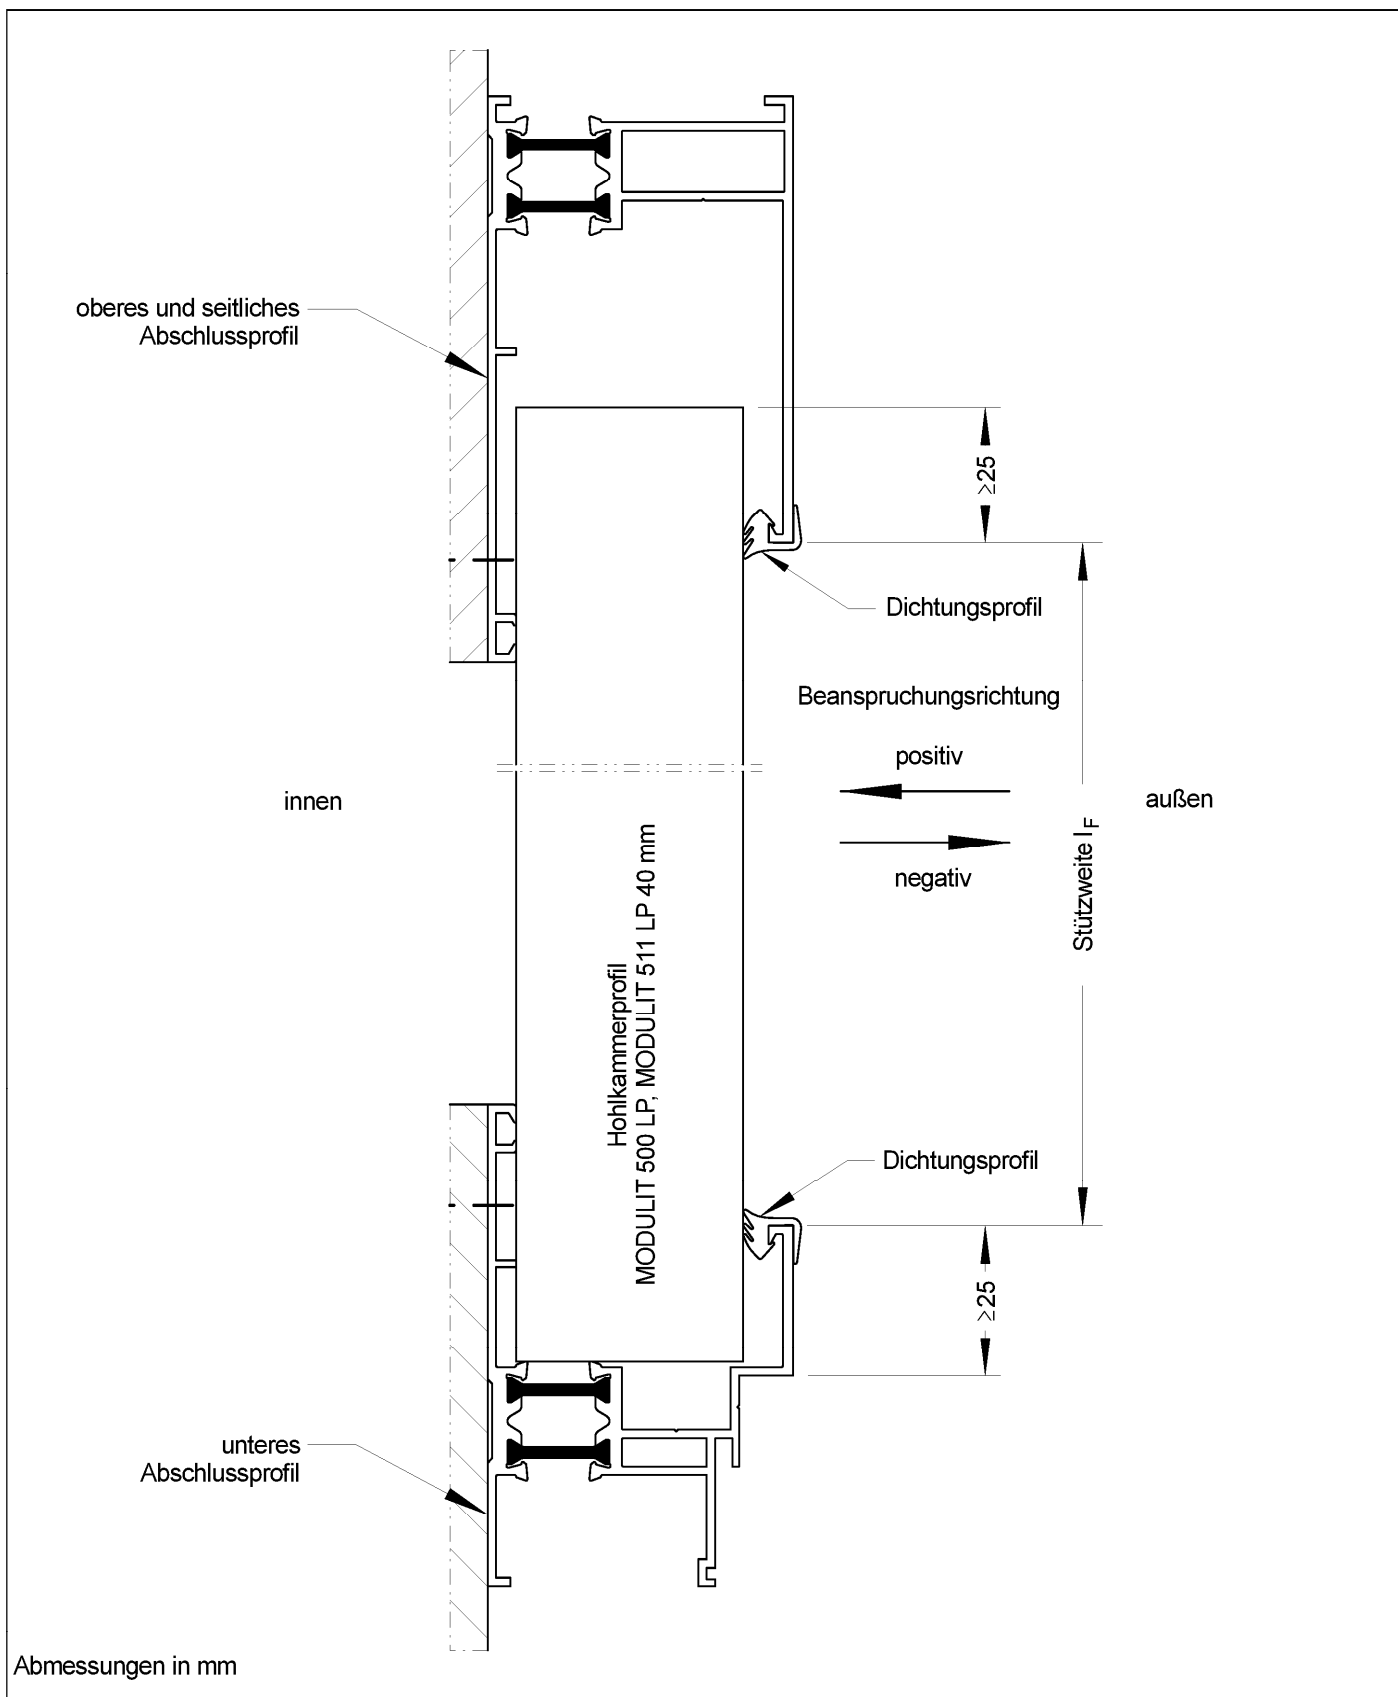 oberes und seitliches
Abschlussprofil
≥25
Dichtungsprofil
Beanspruchungsrichtung
positiv
innen
außen
negativ
Stützweite l_F
Hohlkammerprofil
MODULIT 500 LP, MODULIT 511 LP 40 mm
Dichtungsprofil
≥25
unteres
Abschlussprofil
Abmessungen in mm